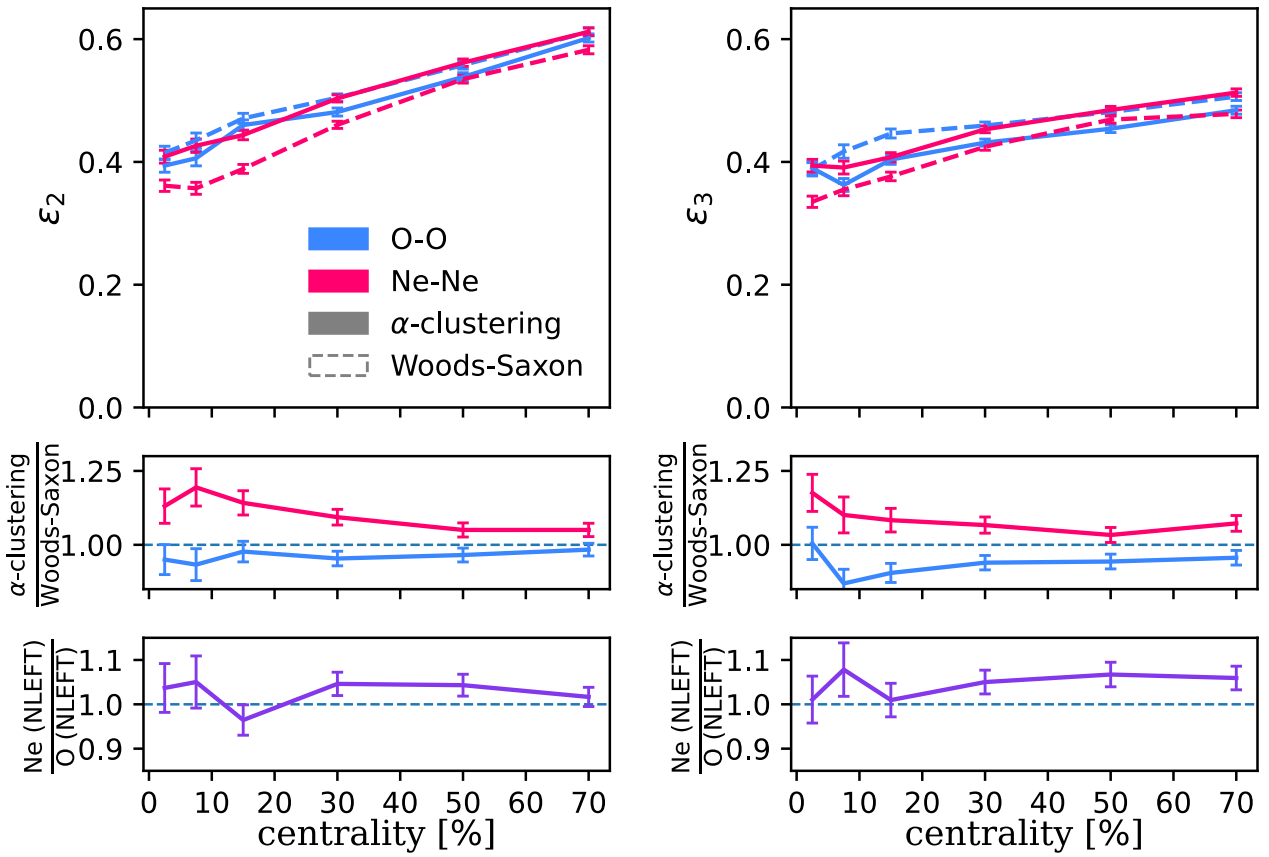 0.6
0.4
0.2
0.0
ε2
O-O
Ne-Ne
α-clustering
Woods-Saxon
0.6
0.4
0.2
0.0
ε3
α-clustering
Woods-Saxon
1.25
1.00
α-clustering
Woods-Saxon
1.25
1.00
Ne (NLEFT)
O (NLEFT)
1.1
1.0
0.9
0 10 20 30 40 50 60 70
centrality [%]
Ne (NLEFT)
O (NLEFT)
1.1
1.0
0.9
0 10 20 30 40 50 60 70
centrality [%]